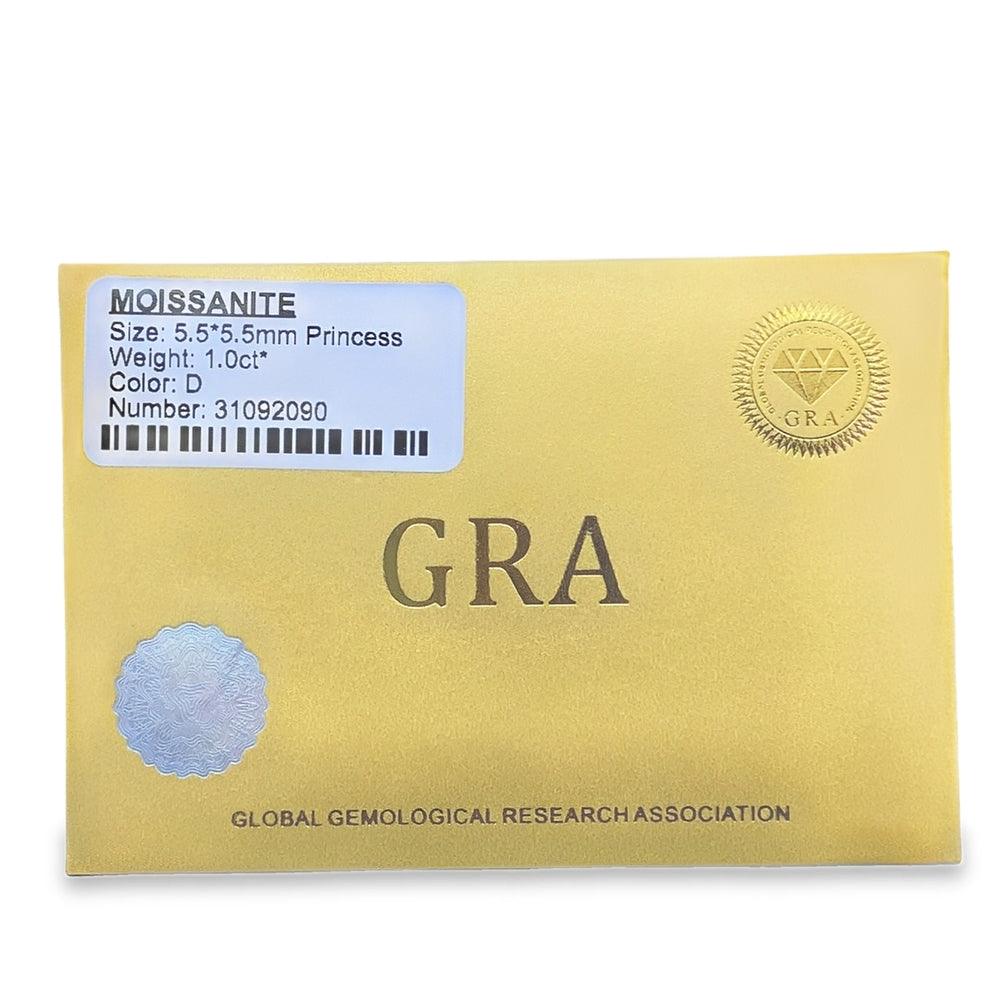 MOISSANITE
Size: 5.5*5.5mm Princess
Weight: 1.0ct*
Color: D
Number: 31092090
GRA
GRA
GLOBAL GEMOLOGICAL RESEARCH ASSOCIATION